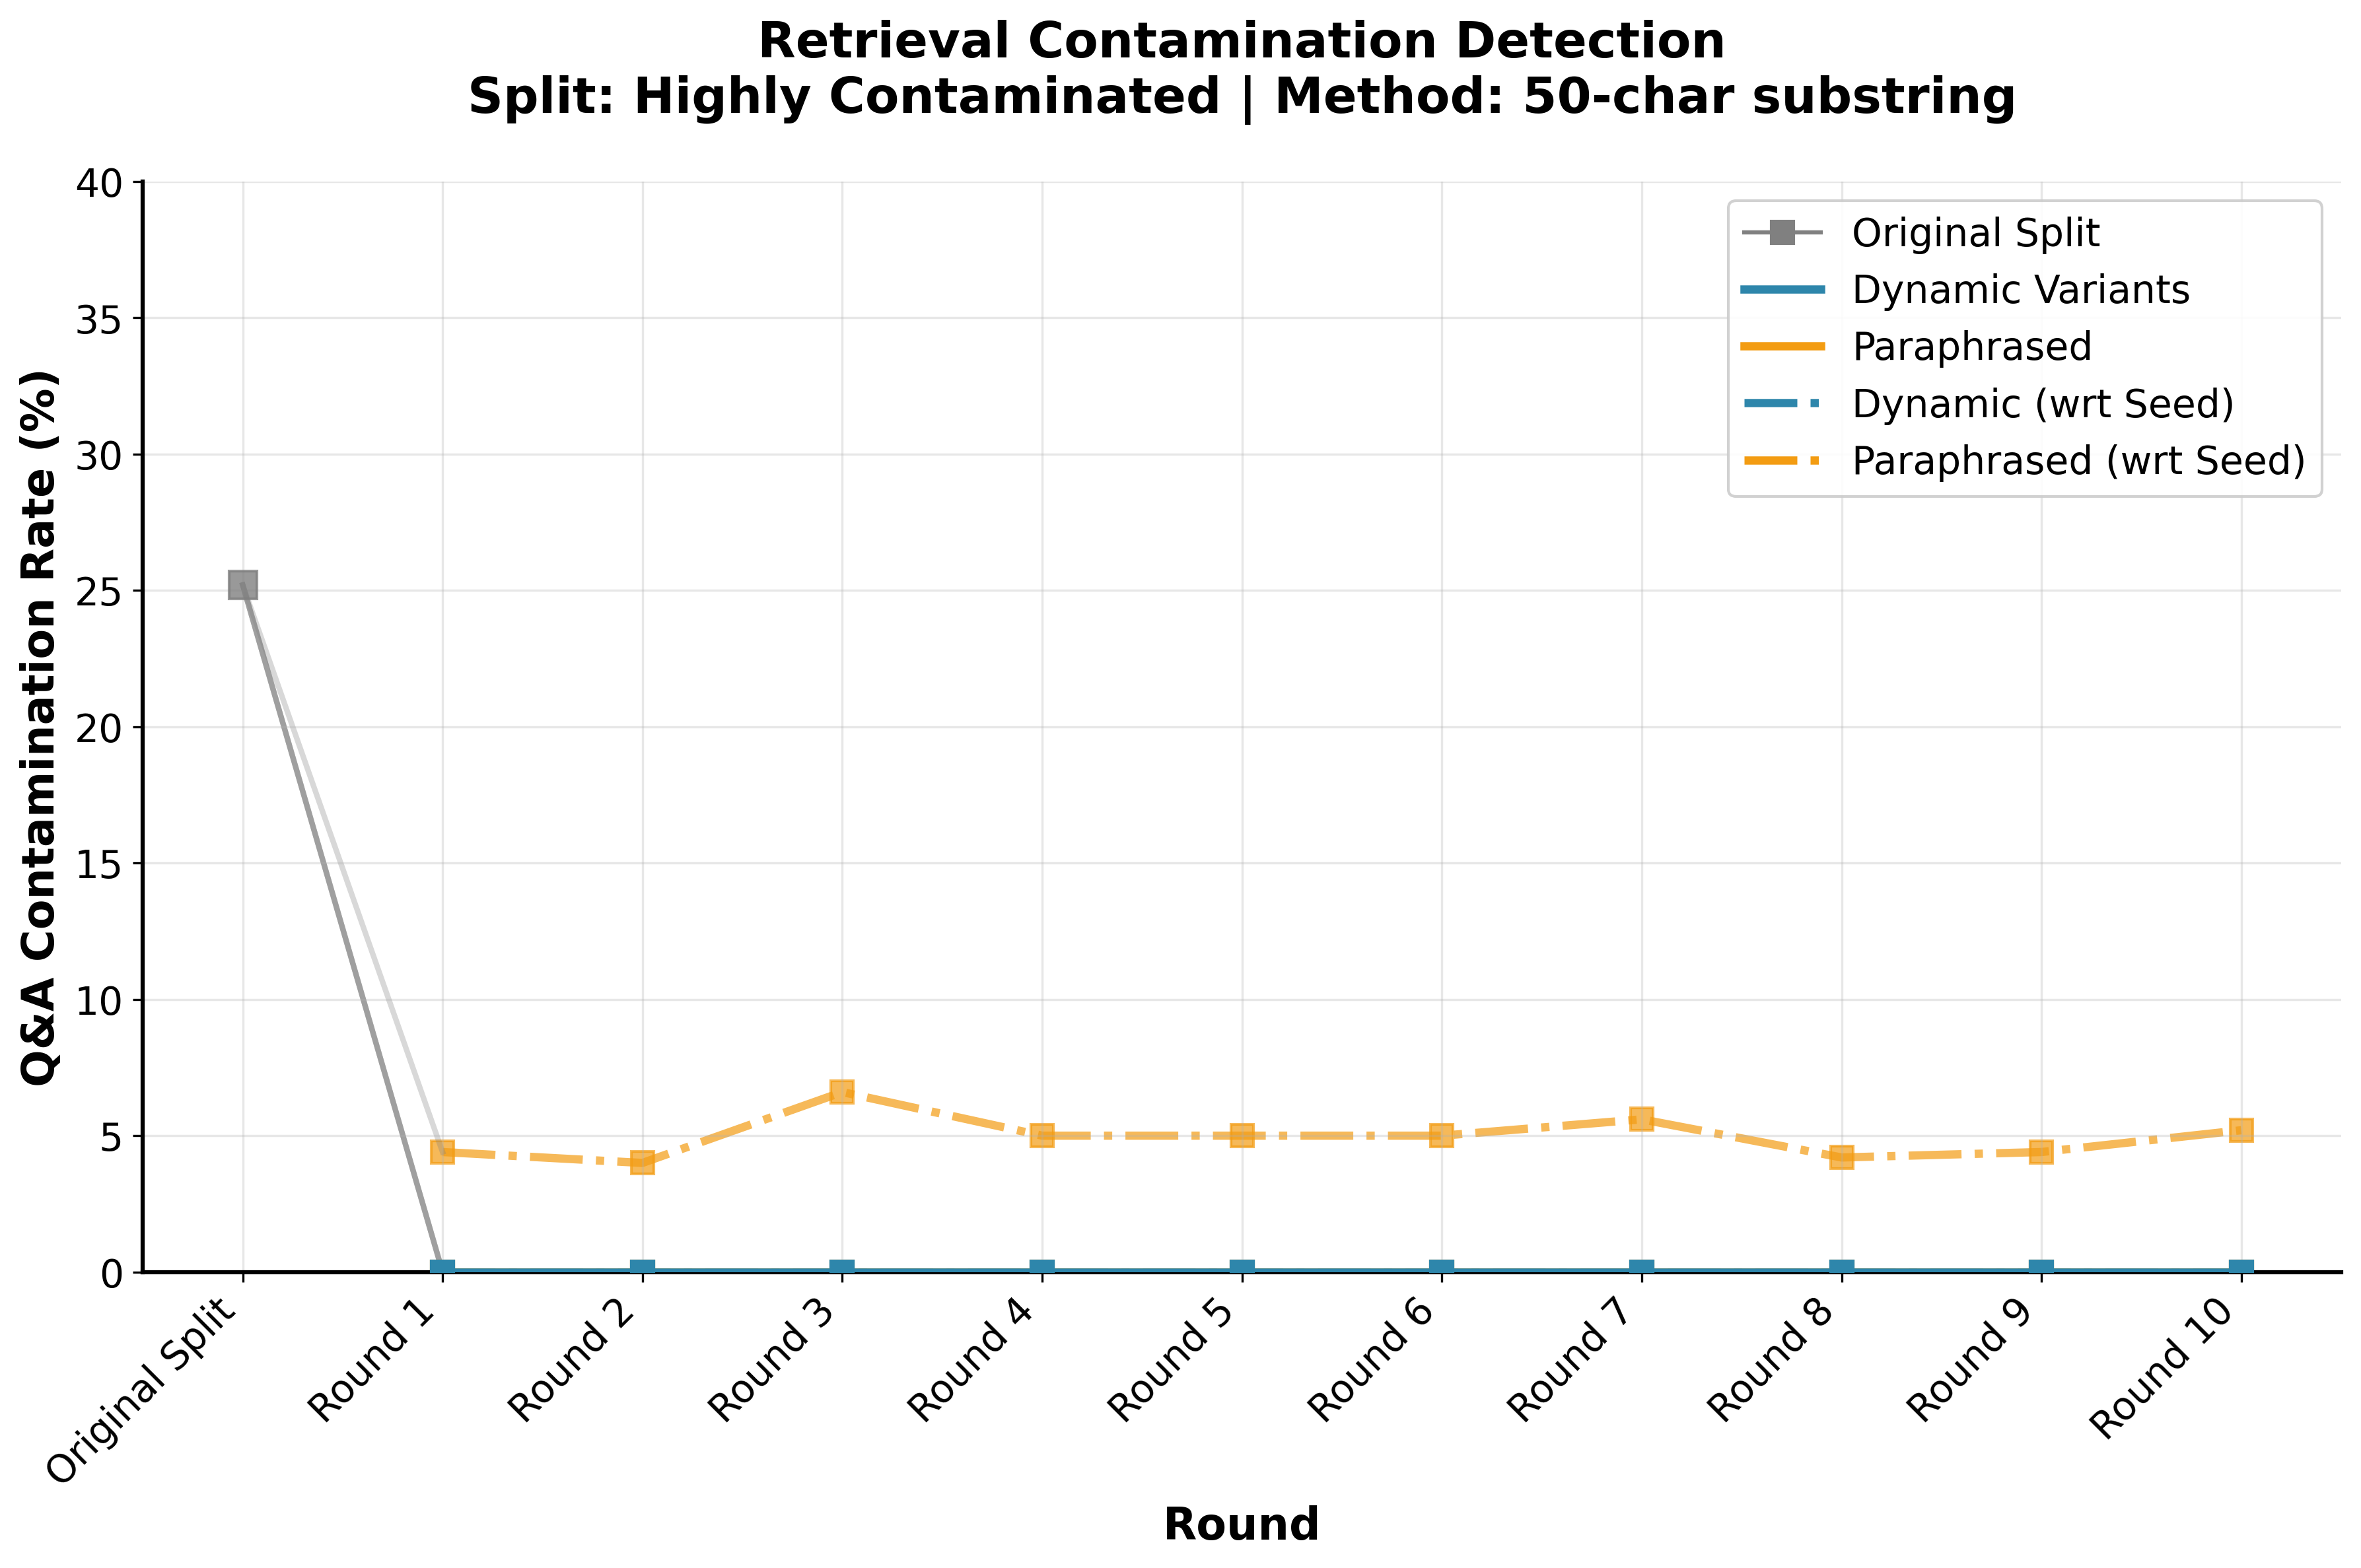 Retrieval Contamination Detection
Split: Highly Contaminated | Method: 50-char substring
Q&A Contamination Rate (%)
40
35
30
25
20
15
10
5
0
Original Split
Dynamic Variants
Paraphrased
Dynamic (wrt Seed)
Paraphrased (wrt Seed)
Original Split
Round 1
Round 2
Round 3
Round 4
Round 5
Round 6
Round 7
Round 8
Round 9
Round 10
Round